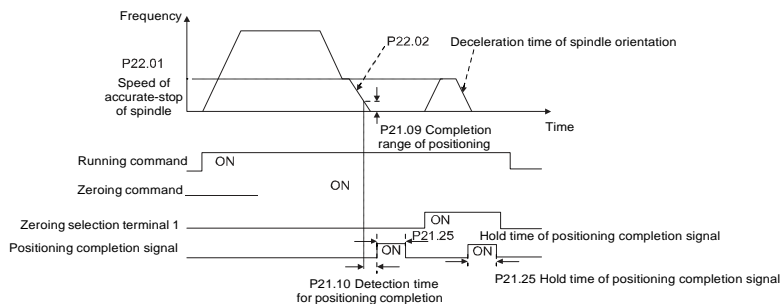 Frequency
P22.02
Deceleration time of spindle orientation
P22.01
Speed of
accurate-stop
of spindle
Time
P21.09 Completion
range of positioning
Running command
ON
Zeroing command
ON
Zeroing selection terminal 1
ON
P21.25
Hold time of positioning completion signal
Positioning completion signal
ON
ON
P21.25 Hold time of positioning completion signal
P21.10 Detection time
for positioning completion